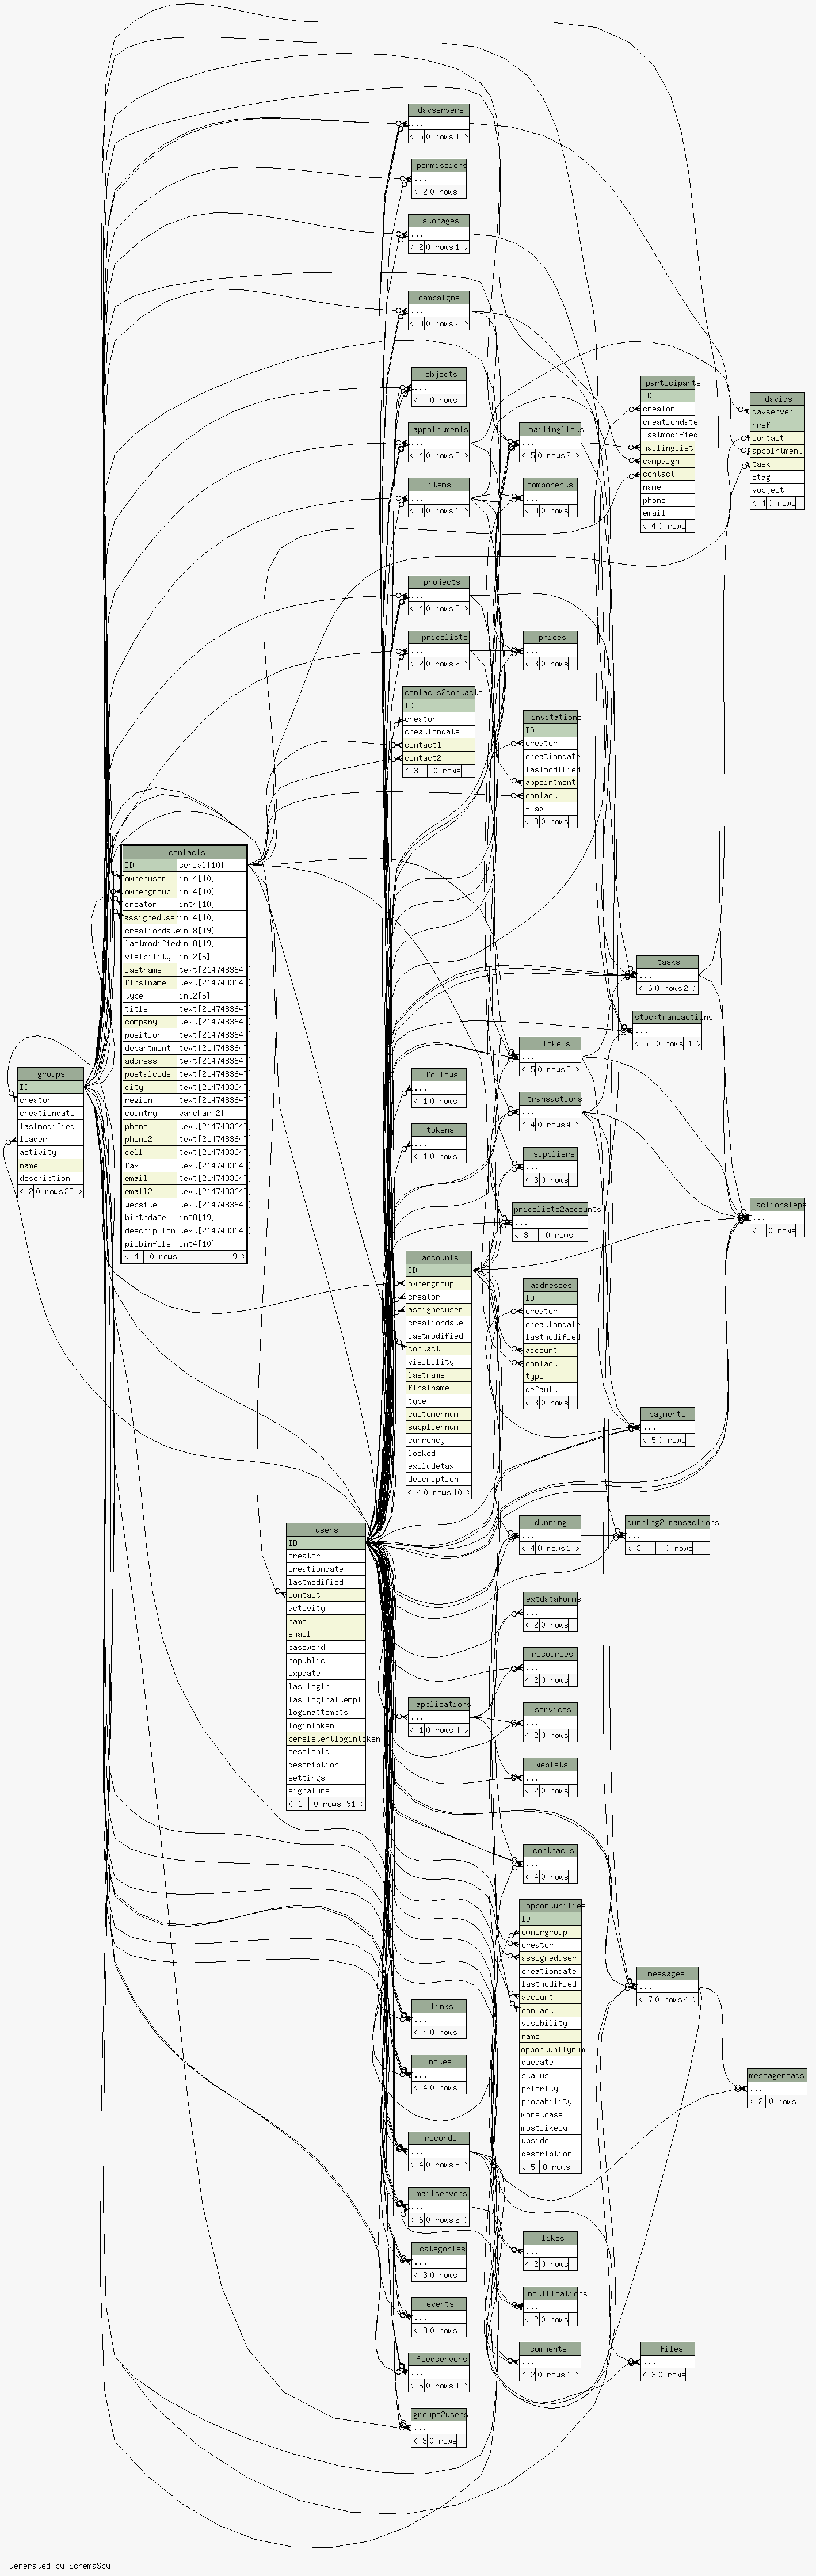 davservers
...
< 5 0 rows 1 >
permissions
...
< 2 0 rows
storages
...
< 2 0 rows 1 >
campaigns
...
< 3 0 rows 2 >
objects
...
< 4 0 rows
appointments
...
< 4 0 rows 2 >
items
...
< 3 0 rows 6 >
mailinglists
...
< 5 0 rows 2 >
components
...
< 3 0 rows
participants
ID
creator
creationdate
lastmodified
mailinglist
campaign
contact
name
phone
email
< 4 0 rows
davids
davserver
href
contact
appointment
task
etag
vobject
< 4 0 rows
projects
...
< 4 0 rows 2 >
pricelists
...
< 2 0 rows 2 >
prices
...
< 3 0 rows
contacts2contacts
ID
creator
creationdate
contact1
contact2
< 3 0 rows
invitations
ID
creator
creationdate
lastmodified
appointment
contact
flag
< 3 0 rows
contacts
ID serial[10]
owneruser int4[10]
ownergroup int4[10]
creator int4[10]
assigneduser int4[10]
creationdate int8[19]
lastmodified int8[19]
visibility int2[5]
lastname text[2147483647]
firstname text[2147483647]
type int2[5]
title text[2147483647]
company text[2147483647]
position text[2147483647]
department text[2147483647]
address text[2147483647]
postalcode text[2147483647]
city text[2147483647]
region text[2147483647]
country varchar[2]
phone text[2147483647]
phone2 text[2147483647]
cell text[2147483647]
fax text[2147483647]
email text[2147483647]
email2 text[2147483647]
website text[2147483647]
birthdate int8[19]
description text[2147483647]
picbinfile int4[10]
< 4 0 rows 9 >
groups
ID
creator
creationdate
lastmodified
leader
activity
name
description
< 2 0 rows 32 >
tasks
...
< 6 0 rows 2 >
stocktransactions
...
< 5 0 rows 1 >
tickets
...
< 5 0 rows 3 >
follows
...
< 1 0 rows
transactions
...
< 4 0 rows 4 >
tokens
...
< 1 0 rows
suppliers
...
< 3 0 rows
pricelists2accounts
...
< 3 0 rows
actionsteps
...
< 8 0 rows
accounts
ID
ownergroup
creator
assigneduser
creationdate
lastmodified
contact
visibility
lastname
firstname
type
customernum
suppliernum
currency
locked
excludetax
description
< 4 0 rows 10 >
addresses
ID
creator
creationdate
lastmodified
account
contact
type
default
< 3 0 rows
payments
...
< 5 0 rows
users
ID
creator
creationdate
lastmodified
contact
activity
name
email
password
nopublic
expdate
lastlogin
lastloginattempt
loginattempts
logintoken
persistentlogintoken
sessionid
description
settings
signature
< 1 0 rows 91 >
dunning
...
< 4 0 rows 1 >
dunning2transactions
...
< 3 0 rows
extdataforms
...
< 2 0 rows
resources
...
< 2 0 rows
applications
...
< 1 0 rows 4 >
services
...
< 2 0 rows
weblets
...
< 2 0 rows
contracts
...
< 4 0 rows
opportunities
ID
ownergroup
creator
assigneduser
creationdate
lastmodified
account
contact
visibility
name
opportunitynum
duedate
status
priority
probability
worstcase
mostlikely
upside
description
< 5 0 rows
messages
...
< 7 0 rows 4 >
links
...
< 4 0 rows
notes
...
< 4 0 rows
messagereads
...
< 2 0 rows
records
...
< 4 0 rows 5 >
mailservers
...
< 6 0 rows 2 >
likes
...
< 2 0 rows
categories
...
< 3 0 rows
notifications
...
< 2 0 rows
events
...
< 3 0 rows
comments
...
< 2 0 rows 1 >
files
...
< 3 0 rows
feedservers
...
< 5 0 rows 1 >
groups2users
...
< 3 0 rows
Generated by SchemaSpy